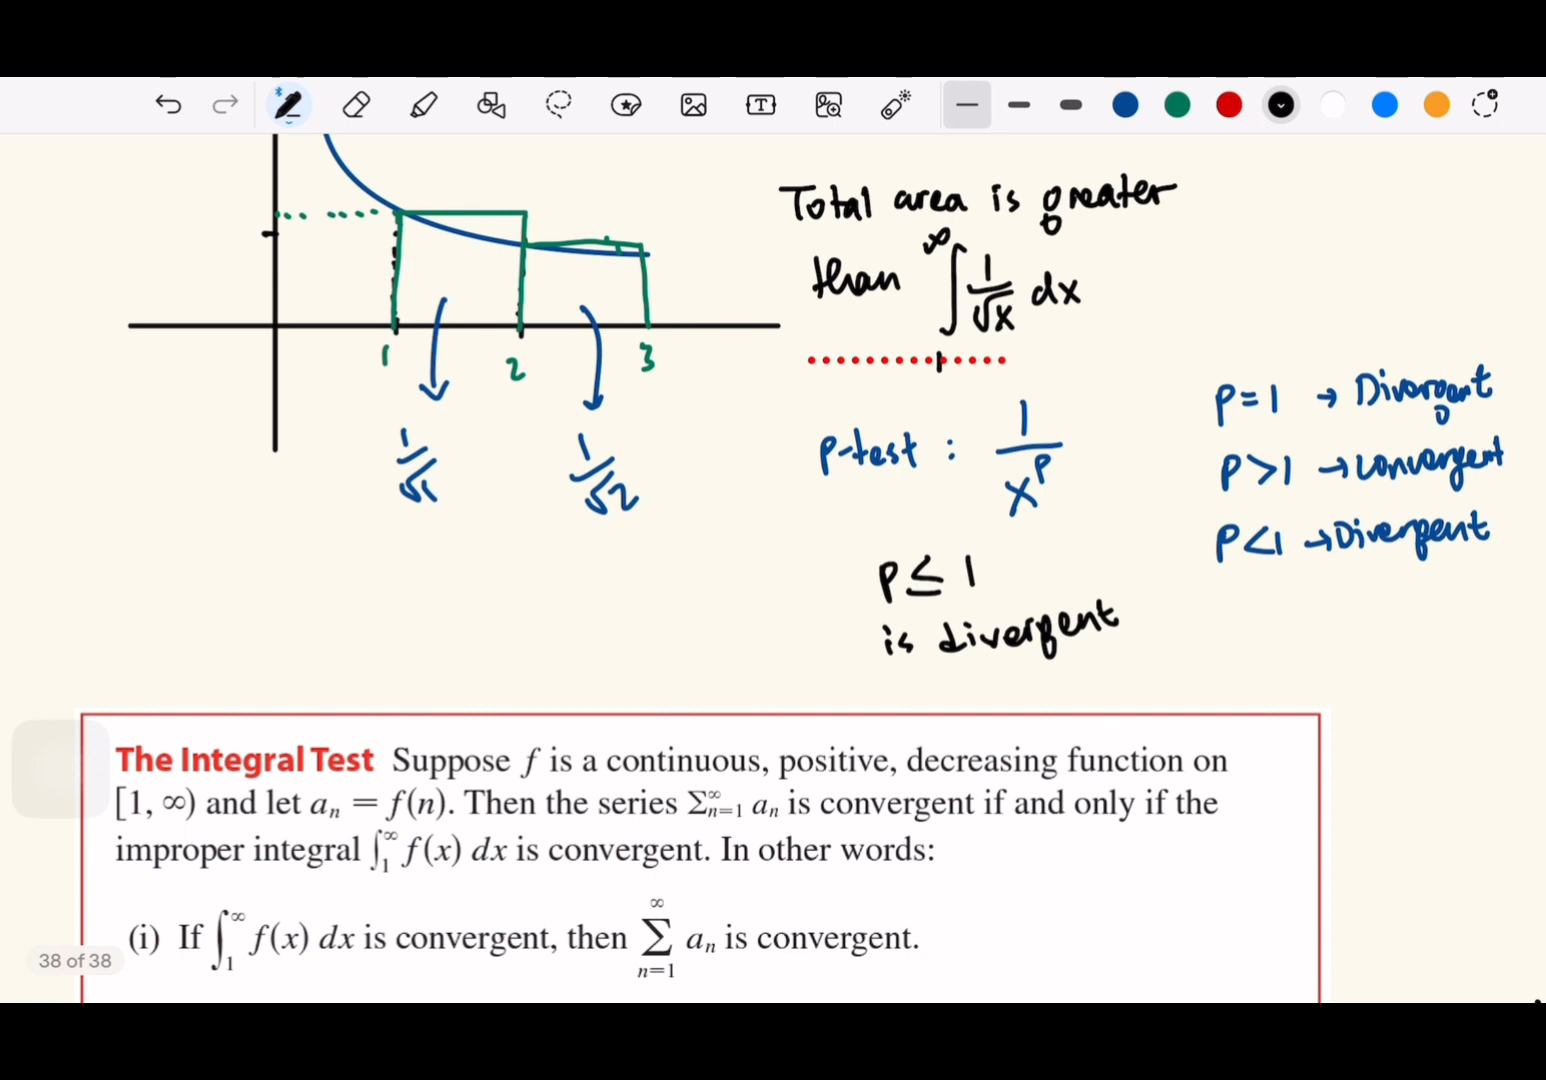 Total area is greater
than ∫₁^∞ 1/√x dx
1 2 3
1/√1 1/√2
p-test : 1/x^p
p = 1 → Divergent
p > 1 → convergent
p < 1 → Divergent
p ≤ 1
is divergent
The Integral Test Suppose f is a continuous, positive, decreasing function on
[1, ∞) and let aₙ = f(n). Then the series Σ∞n=1 aₙ is convergent if and only if the
improper integral ∫₁^∞ f(x) dx is convergent. In other words:
(i) If ∫₁^∞ f(x) dx is convergent, then ∞Σn=1 aₙ is convergent.
38 of 38